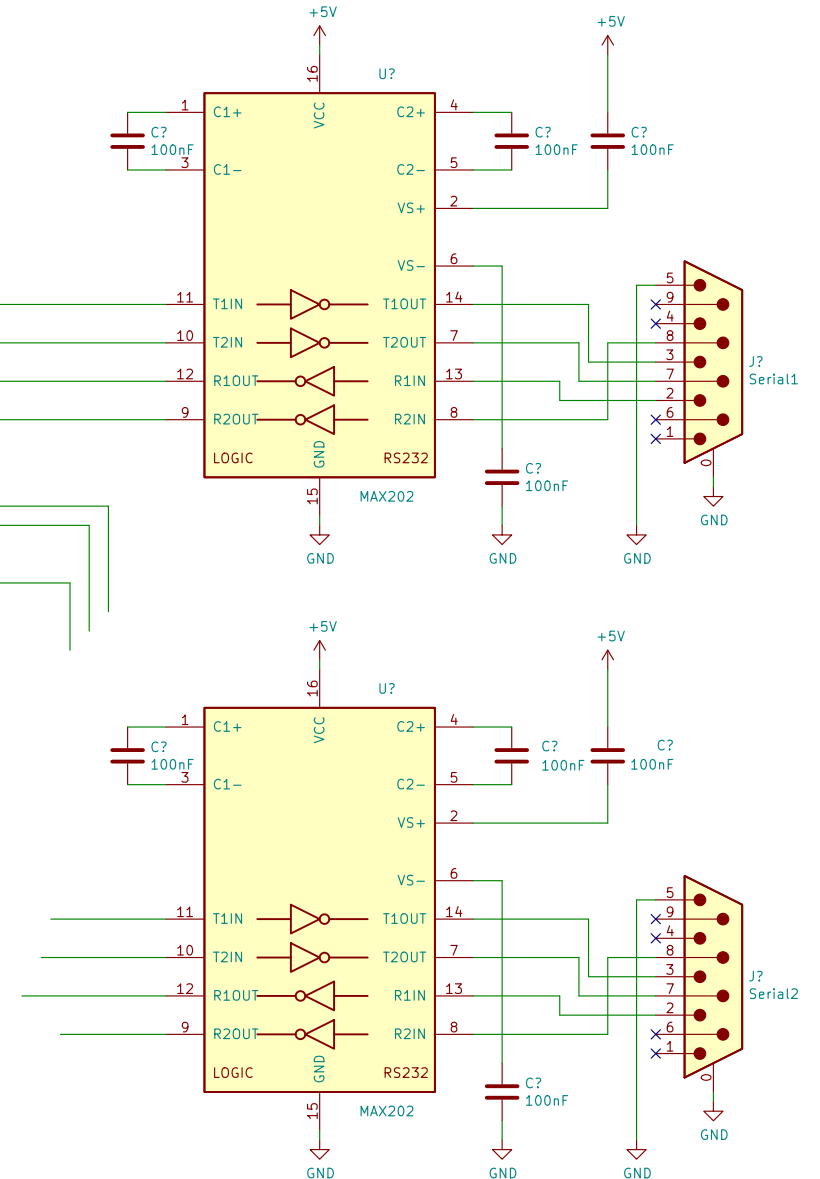 +5V
+5V
16
U?
1
C1+
VCC
C2+
4
C?
100nF
C?
100nF
C?
100nF
3
C1-
C2-
5
VS+
2
VS-
6
5
11
T1IN
T1OUT
14
9
4
10
T2IN
T2OUT
7
8
3
J?
Serial1
12
R1OUT
R1IN
13
7
2
9
R2OUT
R2IN
8
6
1
LOGIC
GND
RS232
0
15
MAX202
C?
100nF
GND
GND
GND
GND
+5V
+5V
16
U?
1
C1+
VCC
C2+
4
C?
100nF
C?
100nF
C?
100nF
3
C1-
C2-
5
VS+
2
VS-
6
5
11
T1IN
T1OUT
14
9
4
10
T2IN
T2OUT
7
8
3
J?
Serial2
12
R1OUT
R1IN
13
7
2
9
R2OUT
R2IN
8
6
1
LOGIC
GND
RS232
0
15
MAX202
C?
100nF
GND
GND
GND
GND